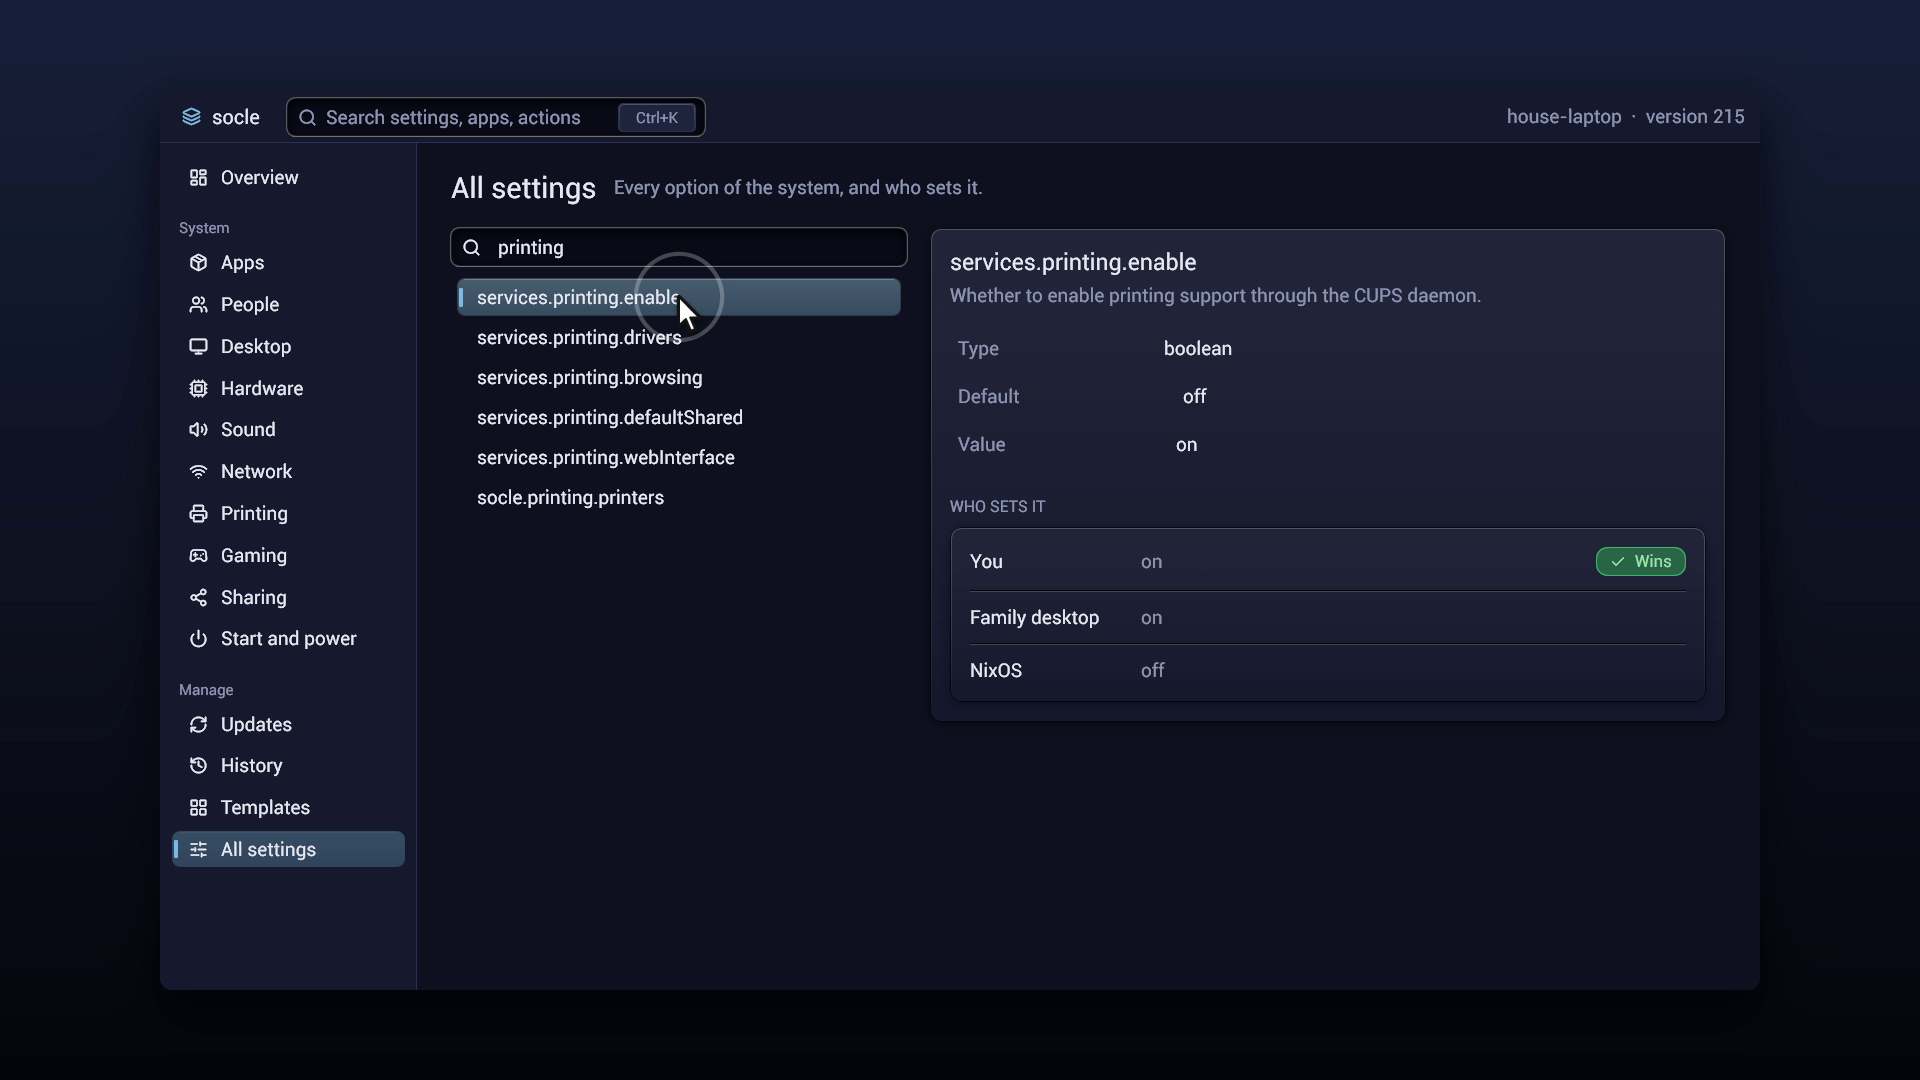 socle
Search settings, apps, actions
Ctrl+K
house-laptop · version 215
Overview
System
Apps
People
Desktop
Hardware
Sound
Network
Printing
Gaming
Sharing
Start and power
Manage
Updates
History
Templates
All settings
All settings
Every option of the system, and who sets it.
printing
services.printing.enable
services.printing.drivers
services.printing.browsing
services.printing.defaultShared
services.printing.webInterface
socle.printing.printers
services.printing.enable
Whether to enable printing support through the CUPS daemon.
Type boolean
Default off
Value on
WHO SETS IT
You on Wins
Family desktop on
NixOS off